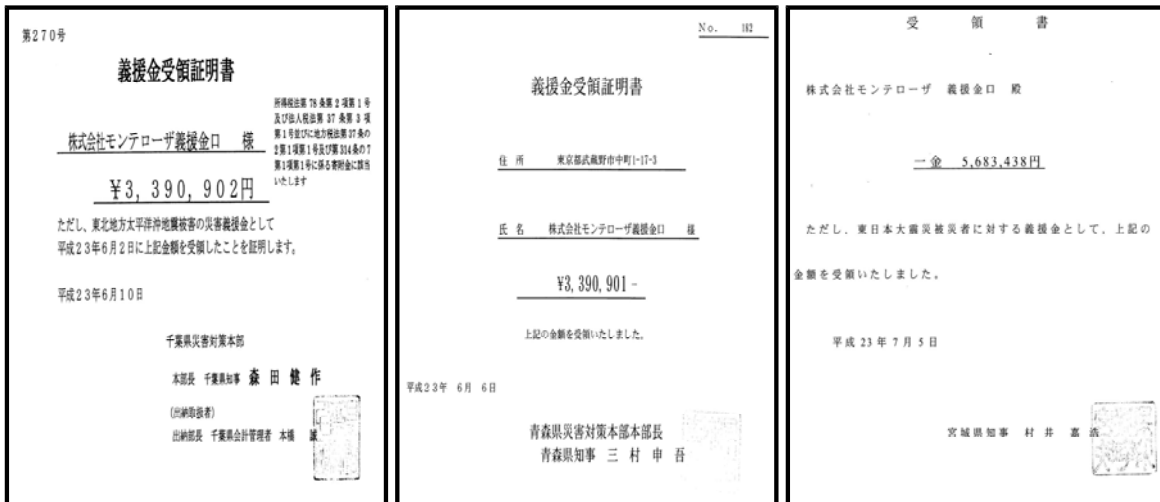 第270号
義援金受領証明書
所得税法第78条第2項第1号
及び法人税法第37条第3項
第1号並びに地方税法第37条の
2第1項第1号及び第314条の7
第1項第1号に係る寄附金に該当
いたします
株式会社モンテローザ義援金口 様
¥3,390,902円
ただし、東北地方太平洋沖地震被害の災害義援金として
平成23年6月2日に上記金額を受領したことを証明します。
平成23年6月10日
千葉県災害対策本部
本部長 千葉県知事 森田健作
(出納取扱者)
出納部長 千葉県会計管理者 本橋 誠
No. 182
義援金受領証明書
住所 東京都武蔵野市中町1-17-3
氏名 株式会社モンテローザ義援金口 様
¥3,390,901-
上記の金額を受領いたしました。
平成23年 6月 6日
青森県災害対策本部本部長
青森県知事 三村申吾
受領書
株式会社モンテローザ 義援金口 殿
一金 5,683,438円
ただし、東日本大震災被災者に対する義援金として、上記の
金額を受領いたしました。
平成23年7月5日
宮城県知事 村井嘉浩